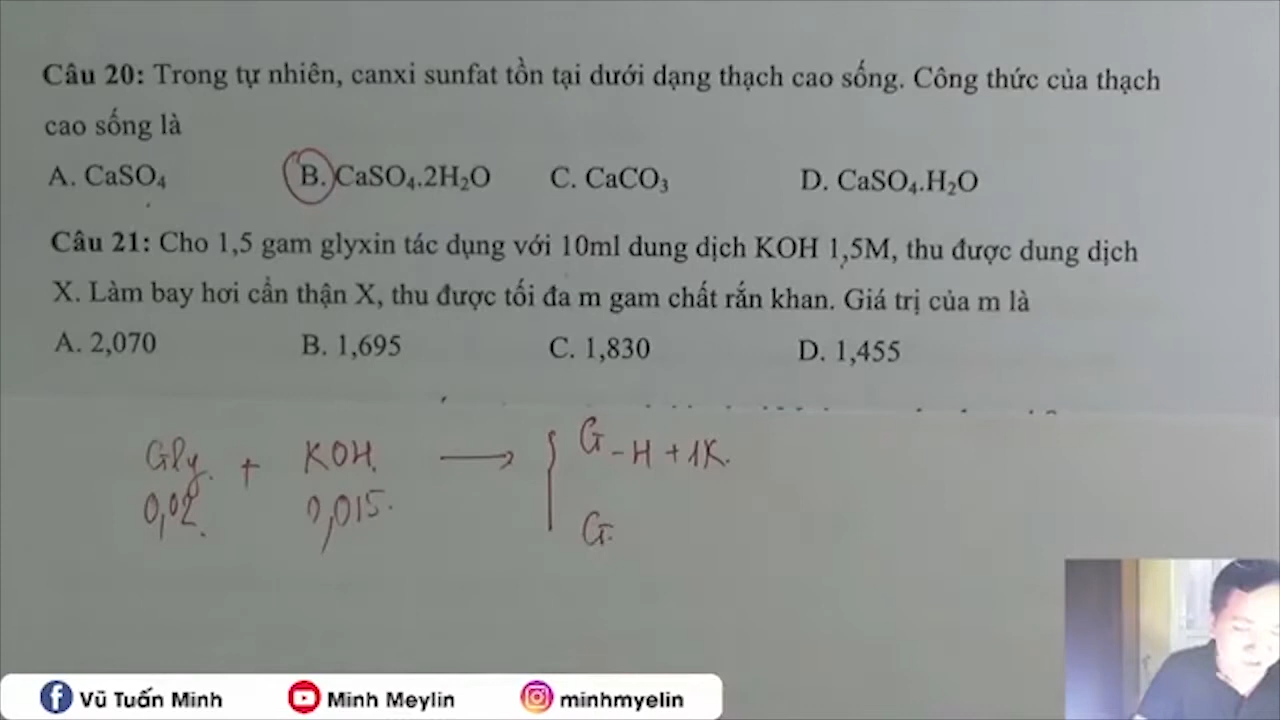 Câu 20: Trong tự nhiên, canxi sunfat tồn tại dưới dạng thạch cao sống. Công thức của thạch
cao sống là
A. CaSO₄ B. CaSO₄.2H₂O C. CaCO₃ D. CaSO₄.H₂O
Câu 21: Cho 1,5 gam glyxin tác dụng với 10ml dung dịch KOH 1,5M, thu được dung dịch
X. Làm bay hơi cẩn thận X, thu được tối đa m gam chất rắn khan. Giá trị của m là
A. 2,070 B. 1,695 C. 1,830 D. 1,455
Gly + KOH → G - H + 1K
0,02 0,015 G
Vũ Tuấn Minh Minh Meylin minhmyelin